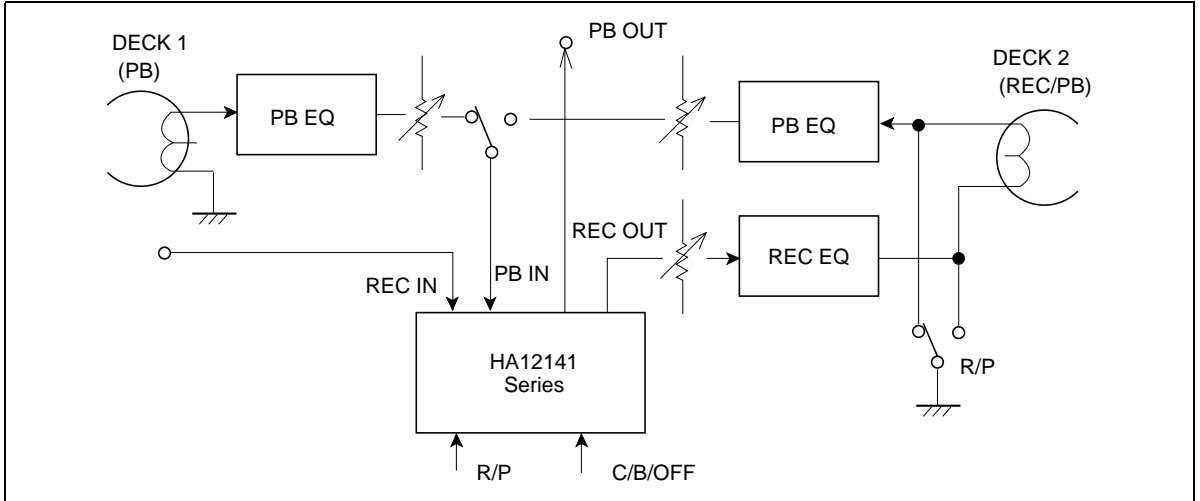 DECK 1
(PB)
PB EQ
PB OUT
PB EQ
DECK 2
(REC/PB)
REC OUT
REC EQ
REC IN
PB IN
HA12141
Series
R/P
R/P
C/B/OFF